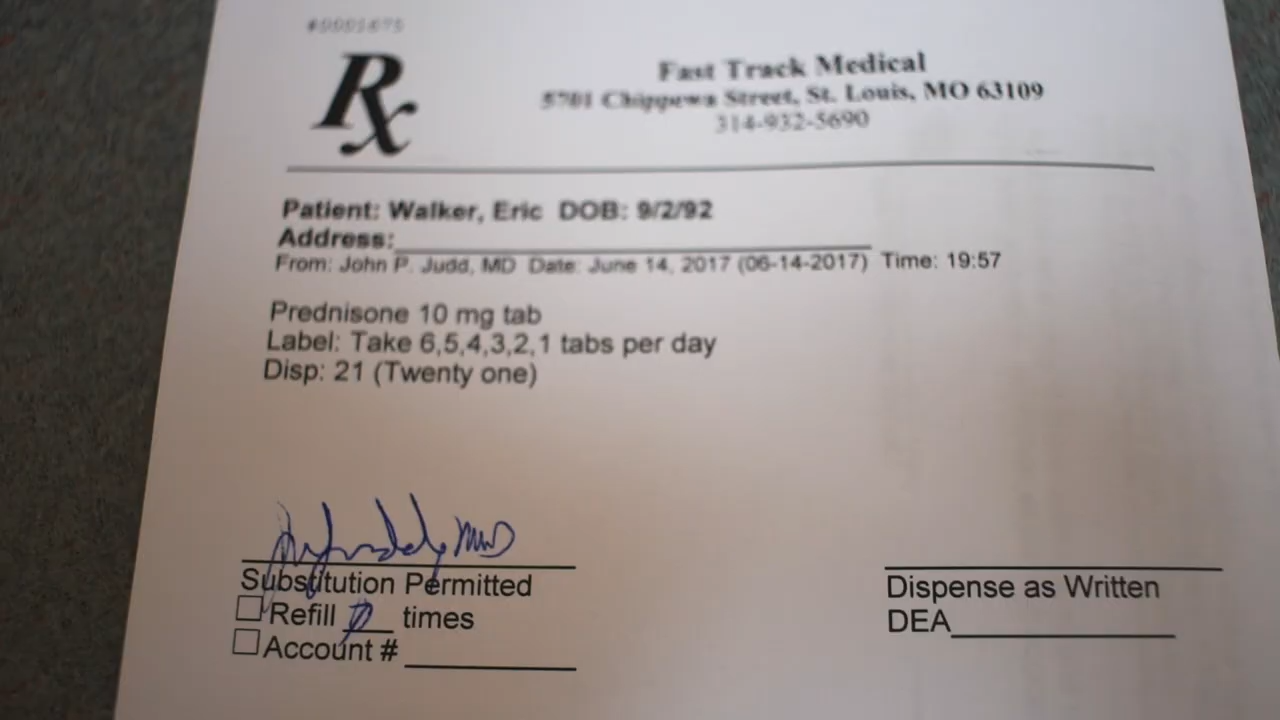 Rx
Fast Track Medical
5701 Chippewa Street, St. Louis, MO 63109
314-932-5690
Patient: Walker, Eric DOB: 9/2/92
Address:
From: John P. Judd, MD Date: June 14, 2017 (06-14-2017) Time: 19:57
Prednisone 10 mg tab
Label: Take 6,5,4,3,2,1 tabs per day
Disp: 21 (Twenty one)
MD
Substitution Permitted
Refill 0 times
Account #
Dispense as Written
DEA